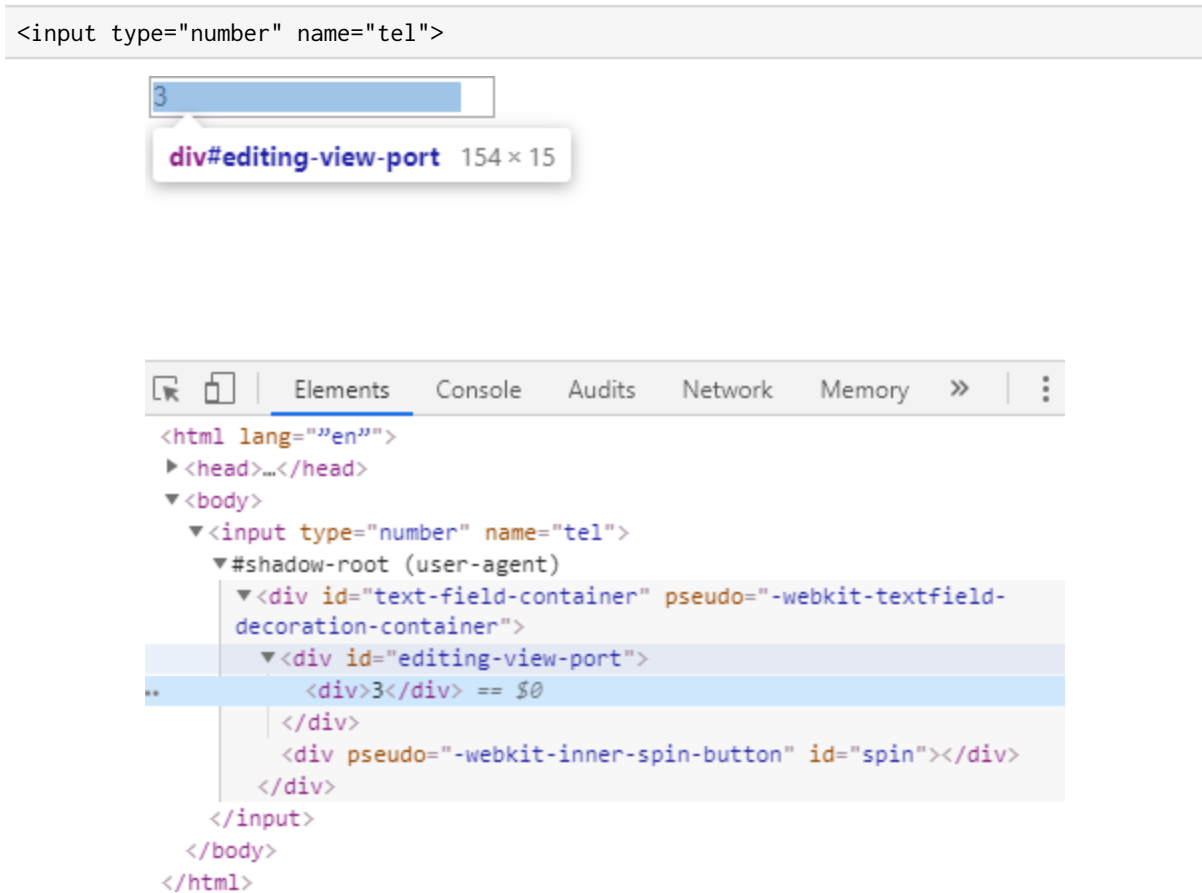 <input type="number" name="tel">
3
div#editing-view-port 154 × 15
Elements Console Audits Network Memory »
<html lang="”en”">
<head>…</head>
<body>
<input type="number" name="tel">
#shadow-root (user-agent)
<div id="text-field-container" pseudo="-webkit-textfield-
decoration-container">
<div id="editing-view-port">
<div>3</div> == $0
</div>
<div pseudo="-webkit-inner-spin-button" id="spin"></div>
</div>
</input>
</body>
</html>